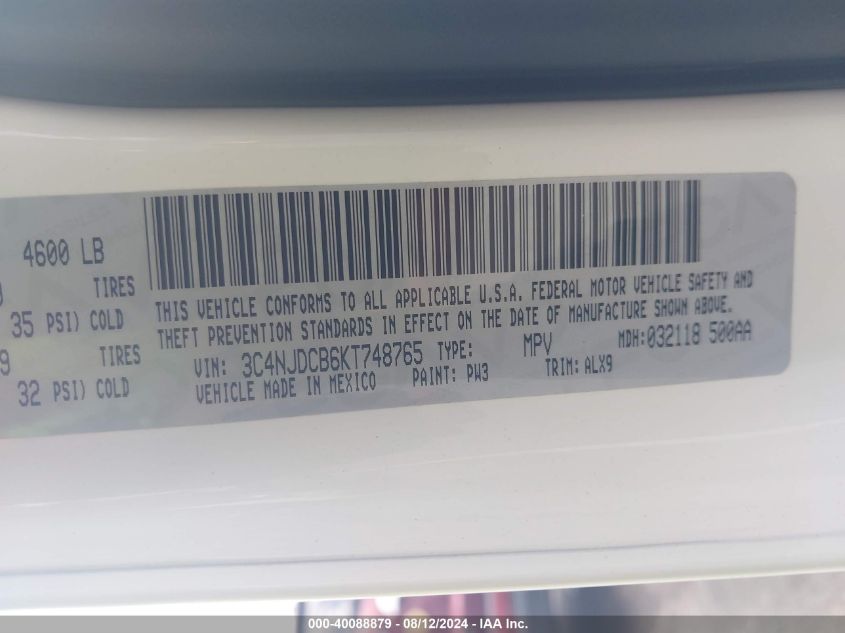 4600 LB
TIRES
35 PSI) COLD
9 TIRES
32 PSI) COLD
THIS VEHICLE CONFORMS TO ALL APPLICABLE U.S.A. FEDERAL MOTOR VEHICLE SAFETY AND
THEFT PREVENTION STANDARDS IN EFFECT ON THE DATE OF MANUFACTURE SHOWN ABOVE.
VIN: 3C4NJDCB6KT748765 TYPE: MPV MDH:032118 500AA
VEHICLE MADE IN MEXICO PAINT: PW3 TRIM: ALX9
000-40088879 - 08/12/2024 - IAA Inc.